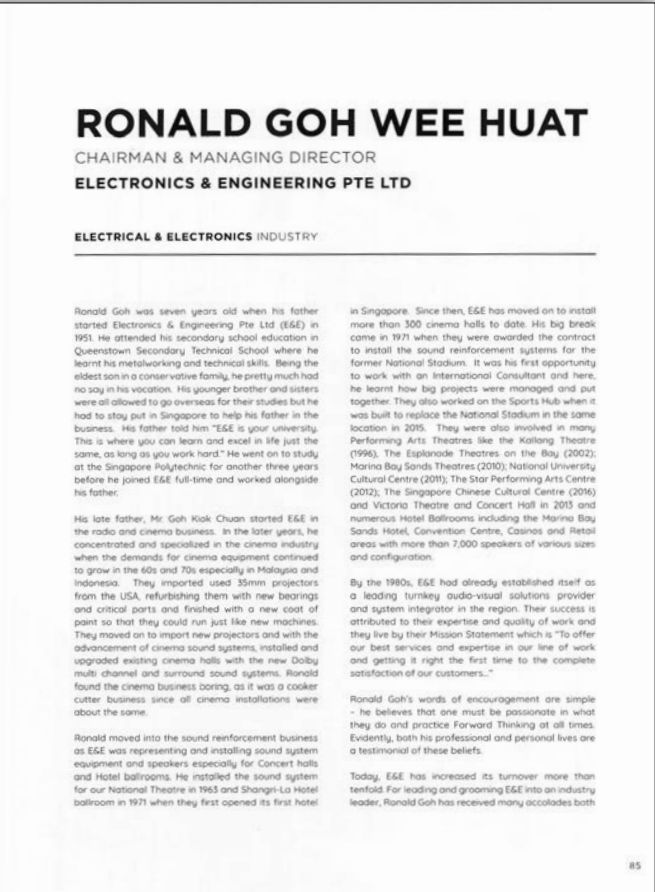 RONALD GOH WEE HUAT
CHAIRMAN & MANAGING DIRECTOR
ELECTRONICS & ENGINEERING PTE LTD
ELECTRICAL & ELECTRONICS INDUSTRY
Ronald Goh was seven years old when his father
started Electronics & Engineering Pte Ltd (E&E) in
1951. He attended his secondary school education in
Queenstown Secondary Technical School where he
learnt his metalworking and technical skills. Being the
eldest son in a conservative family, he pretty much had
no say in his vocation. His younger brother and sisters
were all allowed to go overseas for their studies but he
had to stay put in Singapore to help his father in the
business. His father told him "E&E is your university.
This is where you can learn and excel in life just the
same, as long as you work hard." He went on to study
at the Singapore Polytechnic for another three years
before he joined E&E full-time and worked alongside
his father.
His late father, Mr. Goh Kiok Chuan started E&E in
the radio and cinema business. In the later years, he
concentrated and specialized in the cinema industry
when the demands for cinema equipment continued
to grow in the 60s and 70s especially in Malaysia and
Indonesia. They imported used 35mm projectors
from the USA, refurbishing them with new bearings
and critical parts and finished with a new coat of
paint so that they could run just like new machines.
They moved on to import new projectors and with the
advancement of cinema sound systems, installed and
upgraded existing cinema halls with the new Dolby
multi channel and surround sound systems. Ronald
found the cinema business boring, as it was a cooker
cutter business since all cinema installations were
about the same.
Ronald moved into the sound reinforcement business
as E&E was representing and installing sound system
equipment and speakers especially for Concert halls
and Hotel ballrooms. He installed the sound system
for our National Theatre in 1963 and Shangri-La Hotel
ballroom in 1971 when they first opened its first hotel
in Singapore. Since then, E&E has moved on to install
more than 300 cinema halls to date. His big break
came in 1971 when they were awarded the contract
to install the sound reinforcement systems for the
former National Stadium. It was his first opportunity
to work with an International Consultant and here,
he learnt how big projects were managed and put
together. They also worked on the Sports Hub when it
was built to replace the National Stadium in the same
location in 2015. They were also involved in many
Performing Arts Theatres like the Kallang Theatre
(1996), The Esplanade Theatres on the Bay (2002);
Marina Bay Sands Theatres (2010); National University
Cultural Centre (2011); The Star Performing Arts Centre
(2012); The Singapore Chinese Cultural Centre (2016)
and Victoria Theatre and Concert Hall in 2013 and
numerous Hotel Ballrooms including the Marina Bay
Sands Hotel, Convention Centre, Casinos and Retail
areas with more than 7,000 speakers of various sizes
and configuration.
By the 1980s, E&E had already established itself as
a leading turnkey audio-visual solutions provider
and system integrator in the region. Their success is
attributed to their expertise and quality of work and
they live by their Mission Statement which is "To offer
our best services and expertise in our line of work
and getting it right the first time to the complete
satisfaction of our customers..."
Ronald Goh's words of encouragement are simple
– he believes that one must be passionate in what
they do and practice Forward Thinking at all times.
Evidently, both his professional and personal lives are
a testimonial of these beliefs.
Today, E&E has increased its turnover more than
tenfold. For leading and grooming E&E into an industry
leader, Ronald Goh has received many accolades both
85